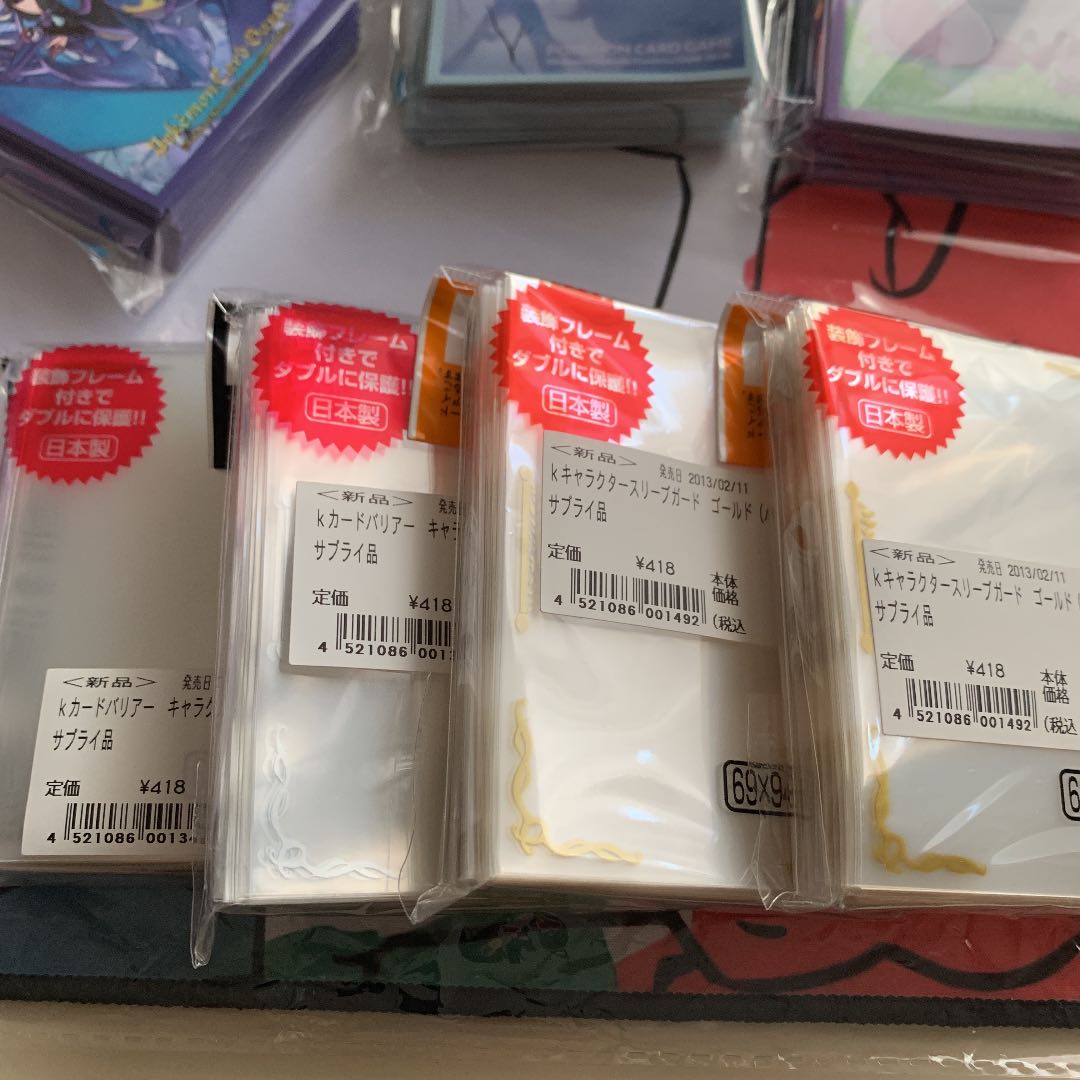 Pokémon Card Game
POKÉMON CARD GAME
装飾フレーム
付きで
ダブルに保護!!
日本製
<新品>
発売日
kカードバリアー キャラク
サプライ品
定価 ¥418
4 521086 0013
装飾フレーム
付きで
ダブルに保護!!
日本製
<新品>
発売日
kカードバリアー キャラ
サプライ品
定価 ¥418
4 521086 001
装飾フレーム
付きで
ダブルに保護!!
日本製
<新品>
発売日 2013/02/11
kキャラクタースリーブガード ゴールド(
サプライ品
定価 ¥418
本体
価格
4 521086 001492
(税込
69×9
装飾フレーム
付きで
ダブルに保護!!
日本製
<新品>
発売日 2013/02/11
kキャラクタースリーブガード ゴールド
サプライ品
定価 ¥418
本体
価格
4 521086 001492
(税込
6